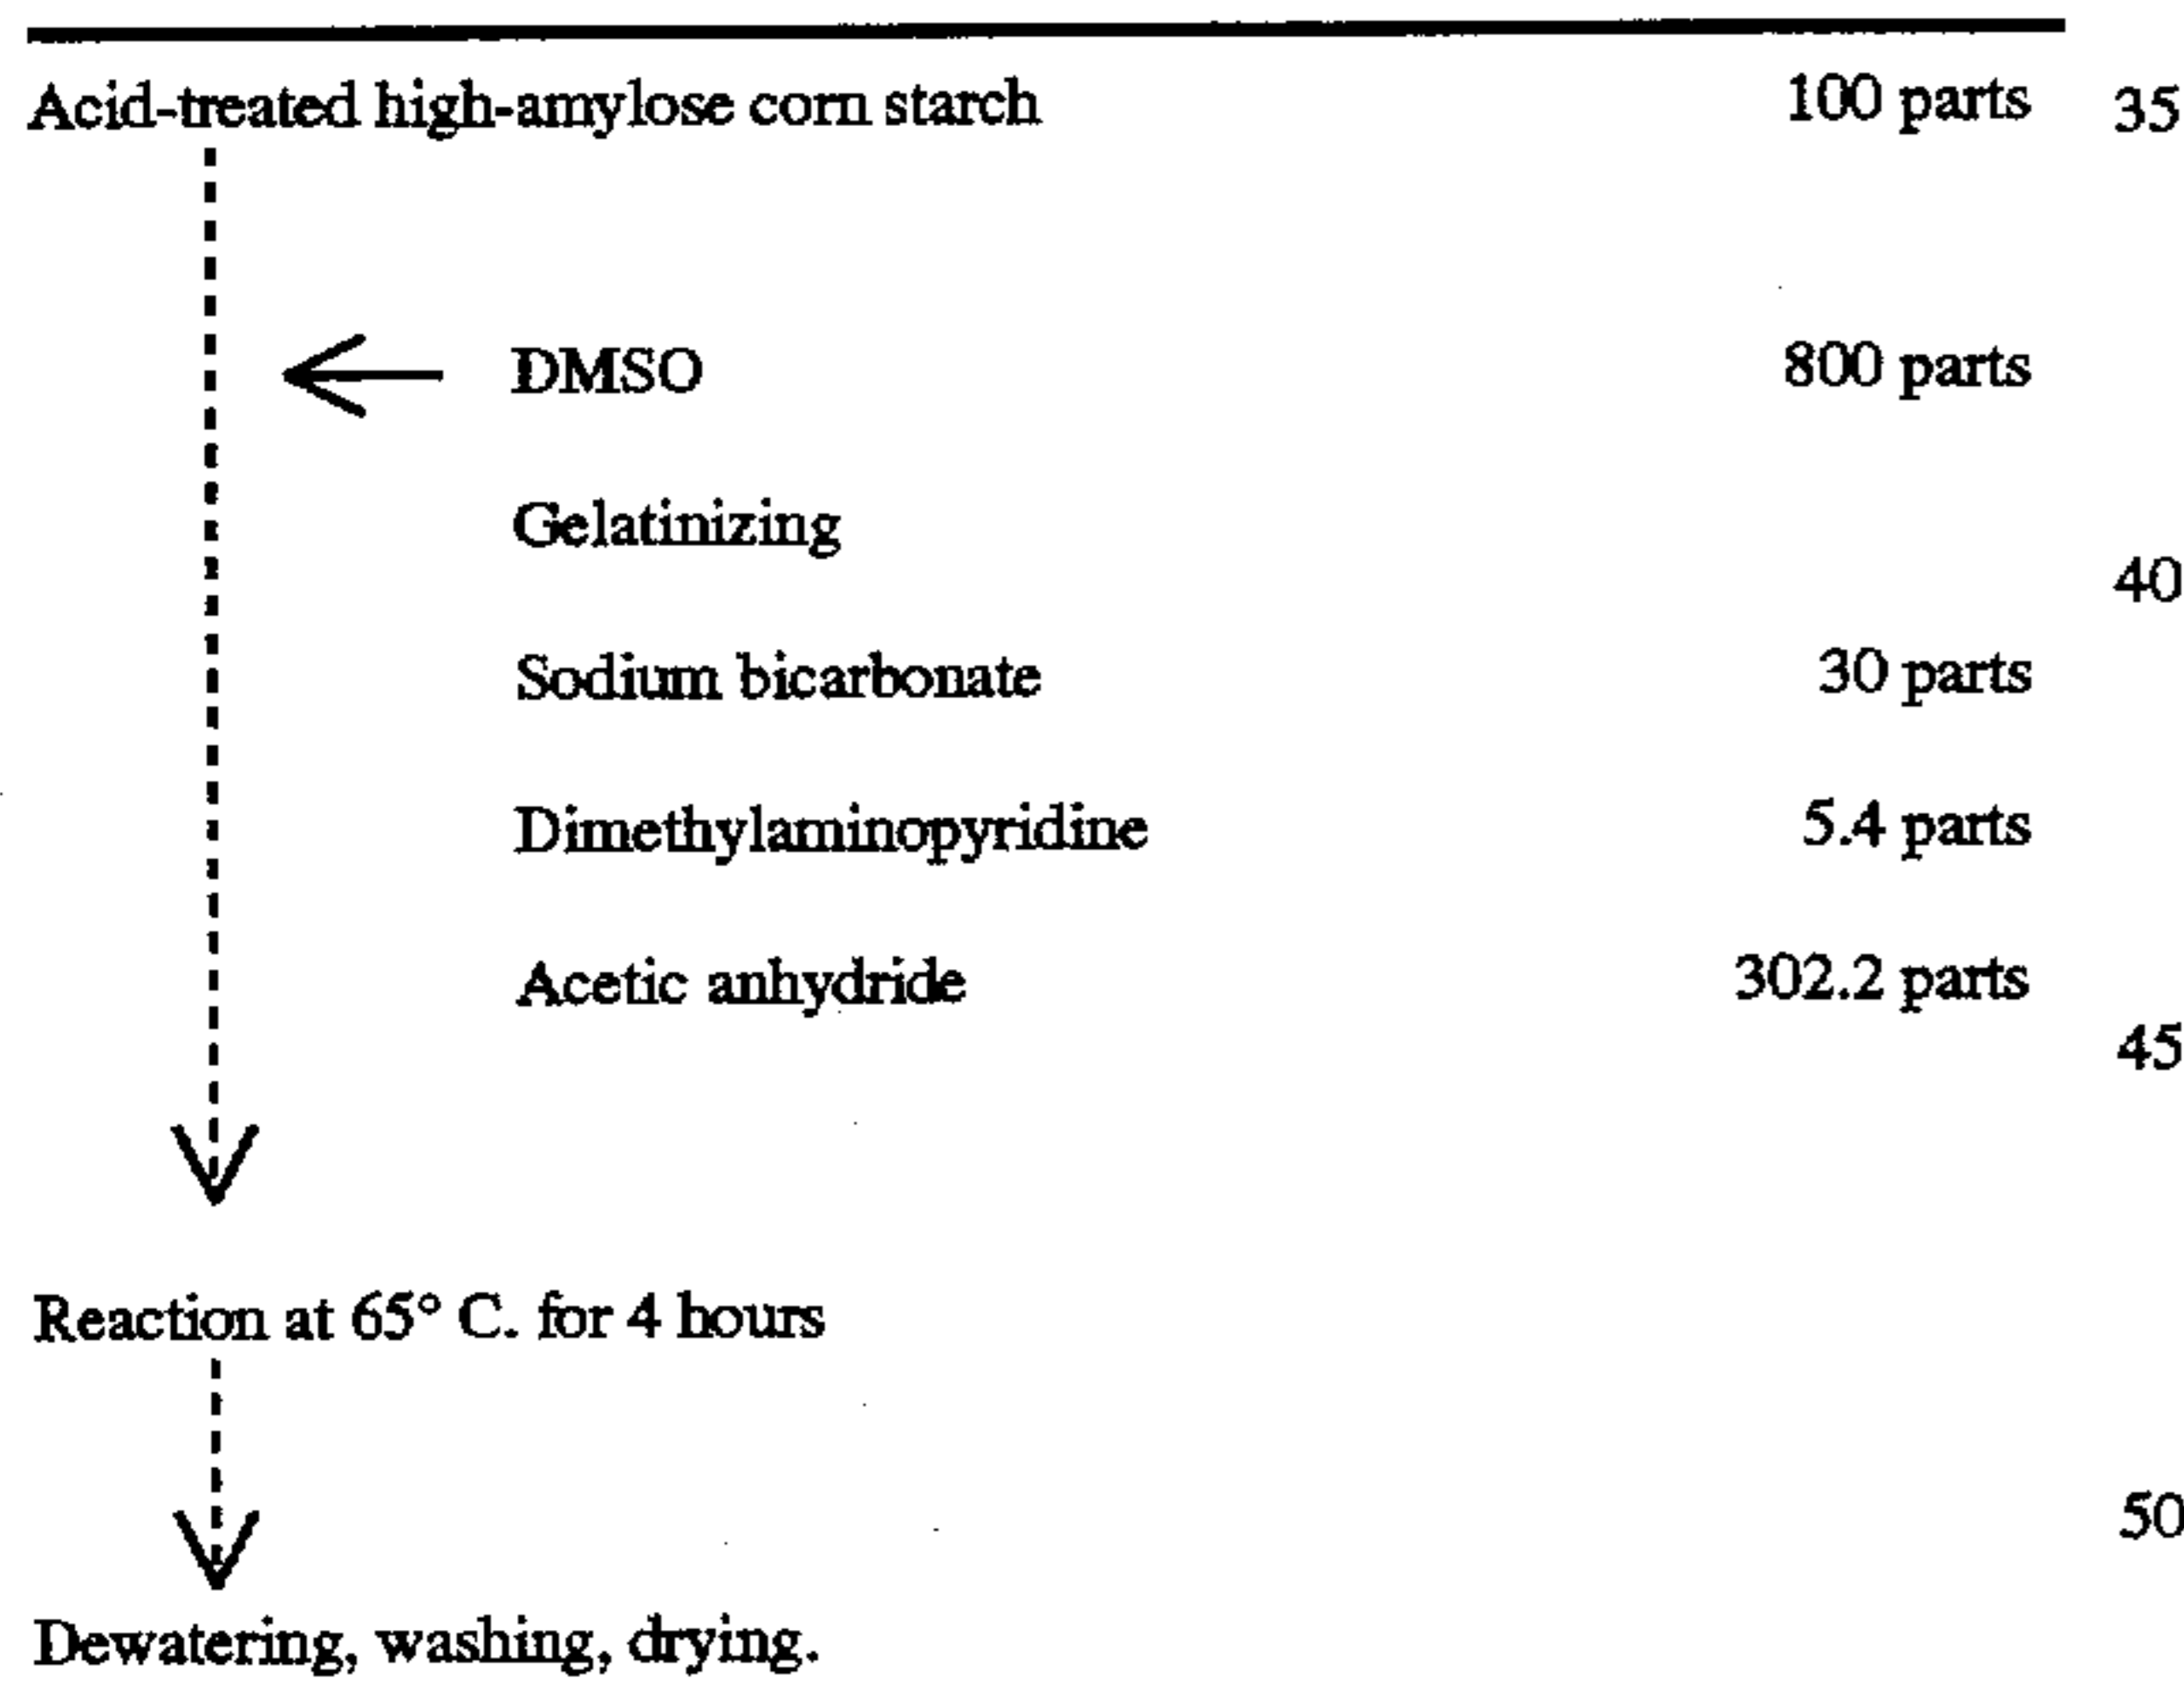 Acid-treated high-amylose corn starch 100 parts 35
DMSO 800 parts
Gelatinizing
40
Sodium bicarbonate 30 parts
Dimethylaminopyridine 5.4 parts
Acetic anhydride 302.2 parts
45
Reaction at 65° C. for 4 hours
50
Dewatering, washing, drying.